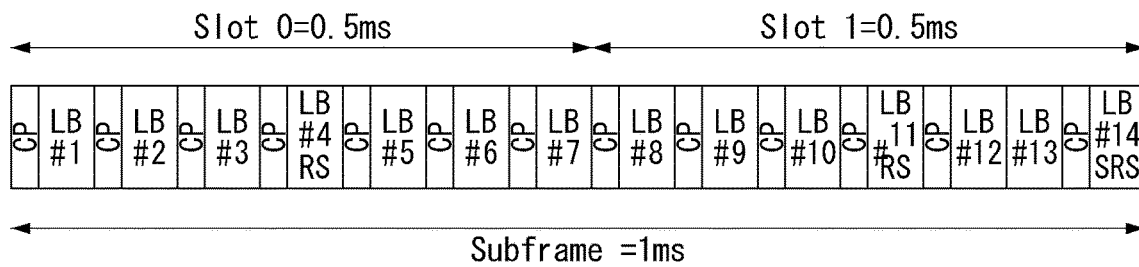 Slot 0=0.5ms
Slot 1=0.5ms
CP
LB
#1
CP
LB
#2
CP
LB
#3
CP
LB
#4
RS
CP
LB
#5
CP
LB
#6
CP
LB
#7
CP
LB
#8
CP
LB
#9
CP
LB
#10
CP
LB
#11
RS
CP
LB
#12
LB
#13
CP
LB
#14
SRS
Subframe =1ms